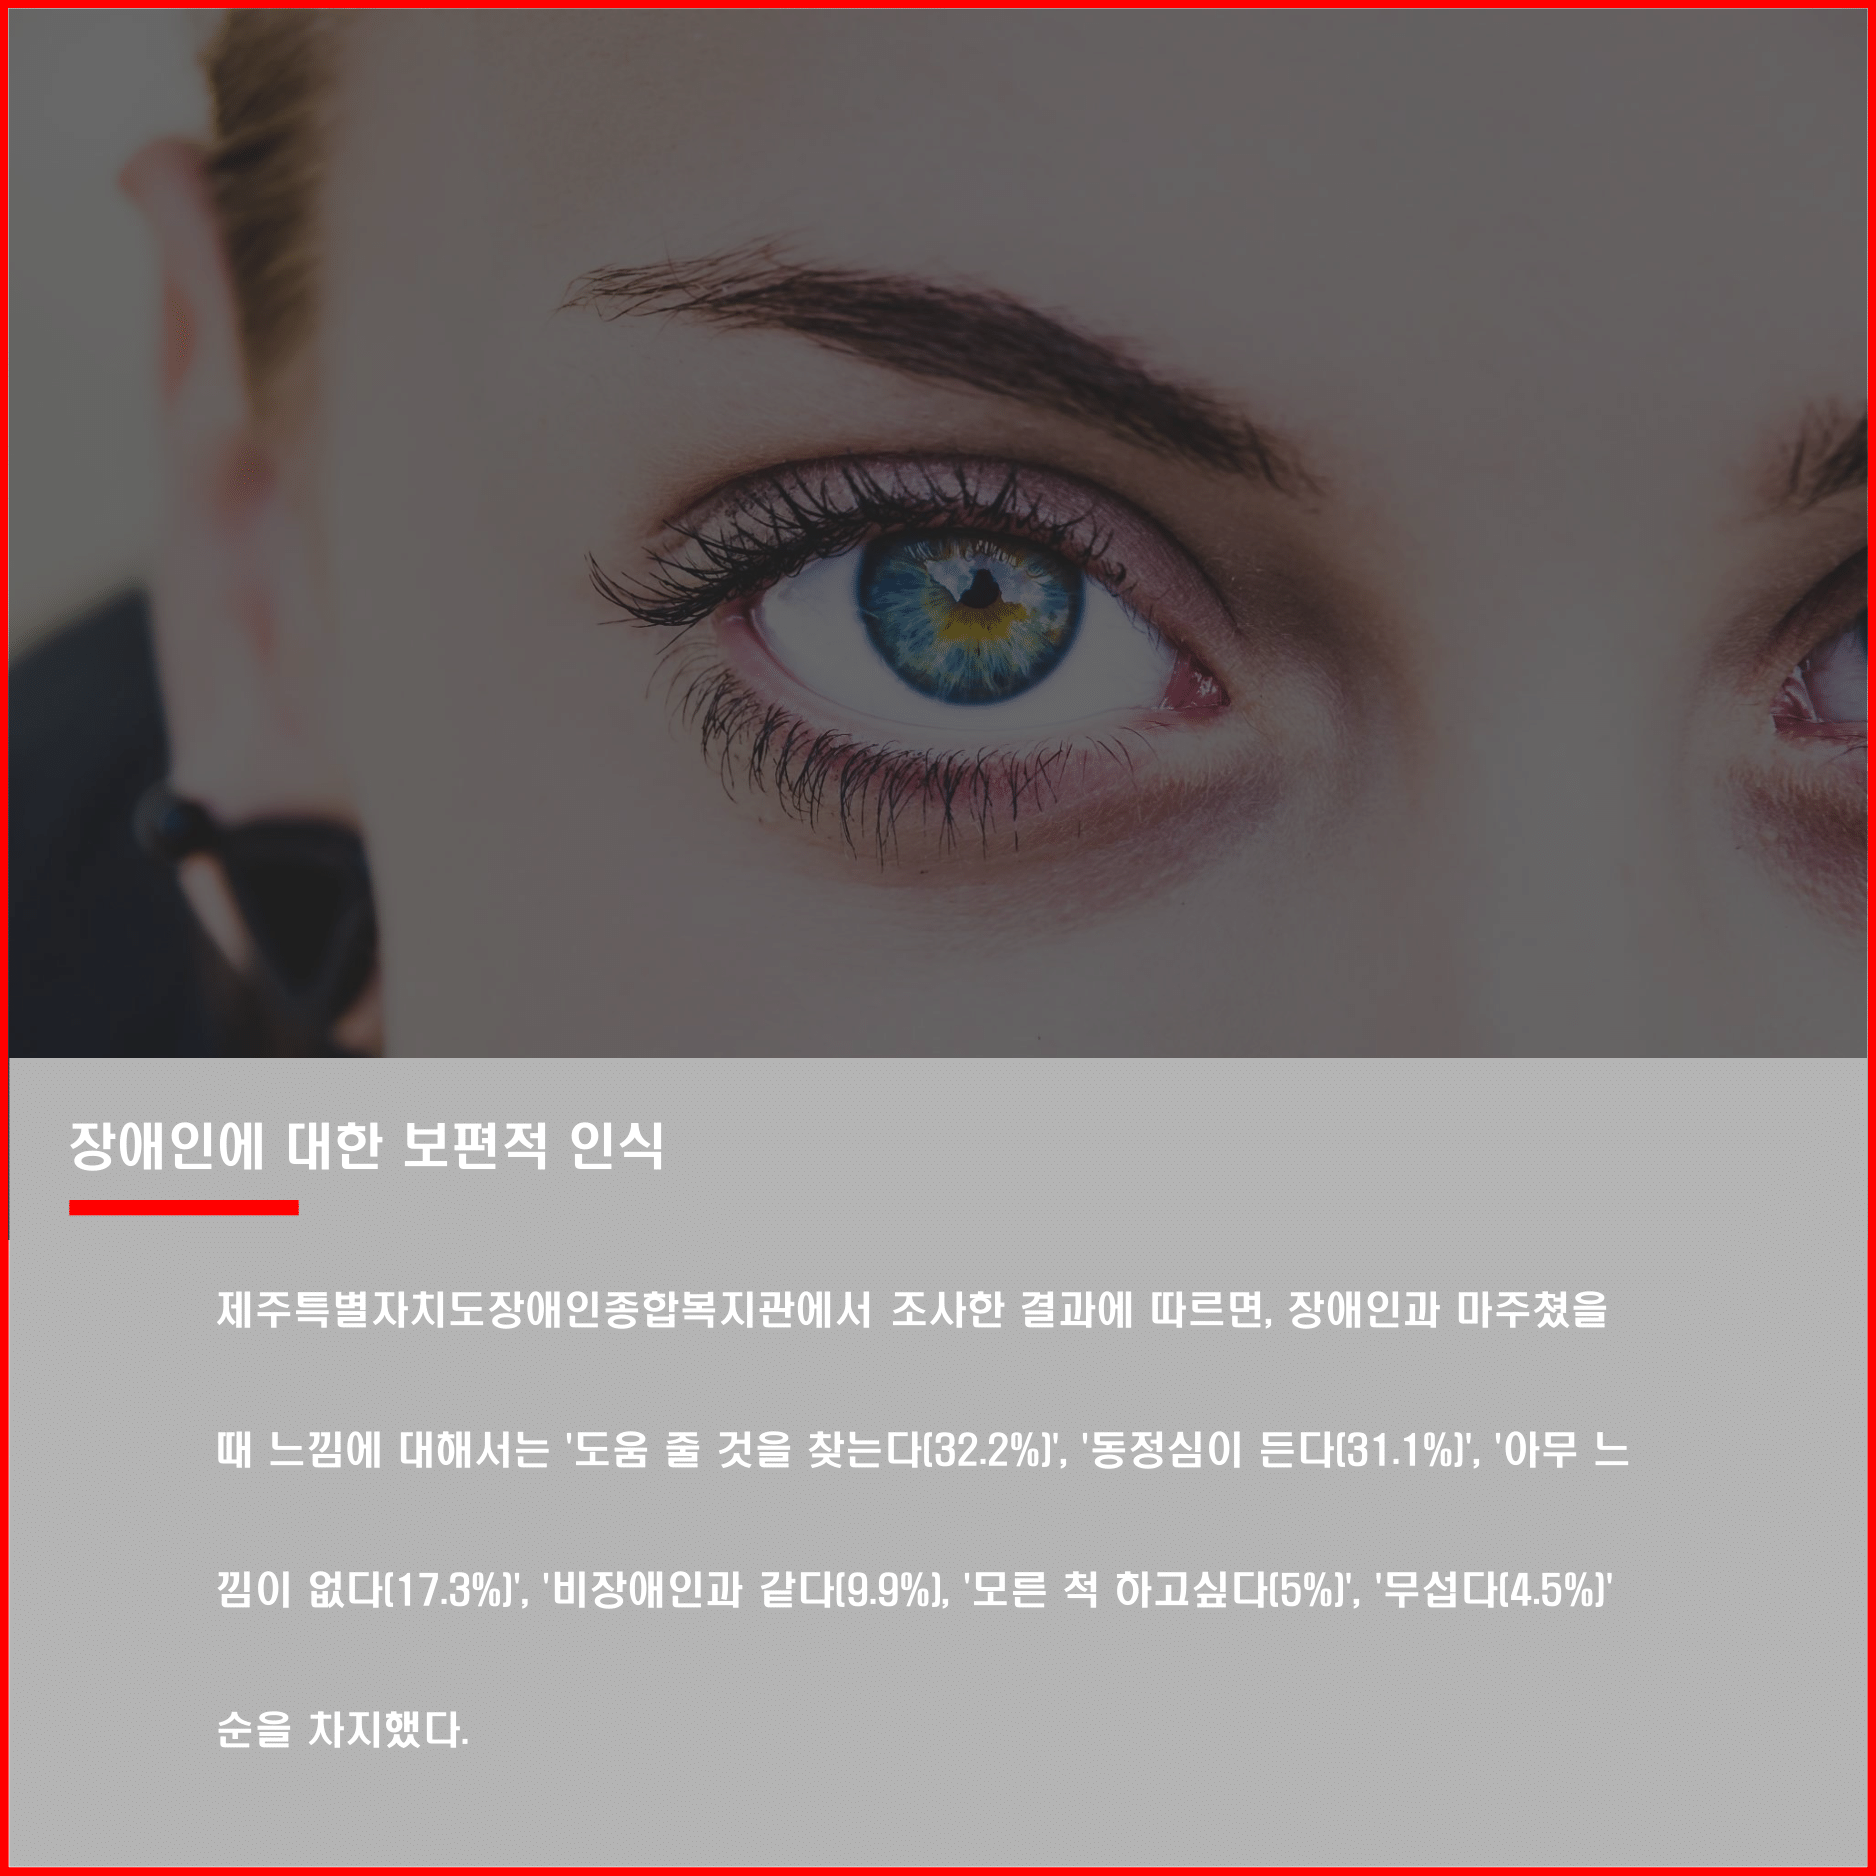 장애인에 대한 보편적 인식
제주특별자치도장애인종합복지관에서 조사한 결과에 따르면, 장애인과 마주쳤을
때 느낌에 대해서는 '도움 줄 것을 찾는다(32.2%)', '동정심이 든다(31.1%)', '아무 느
낌이 없다(17.3%)', '비장애인과 같다(9.9%), '모른 척 하고싶다(5%)', '무섭다(4.5%)'
순을 차지했다.